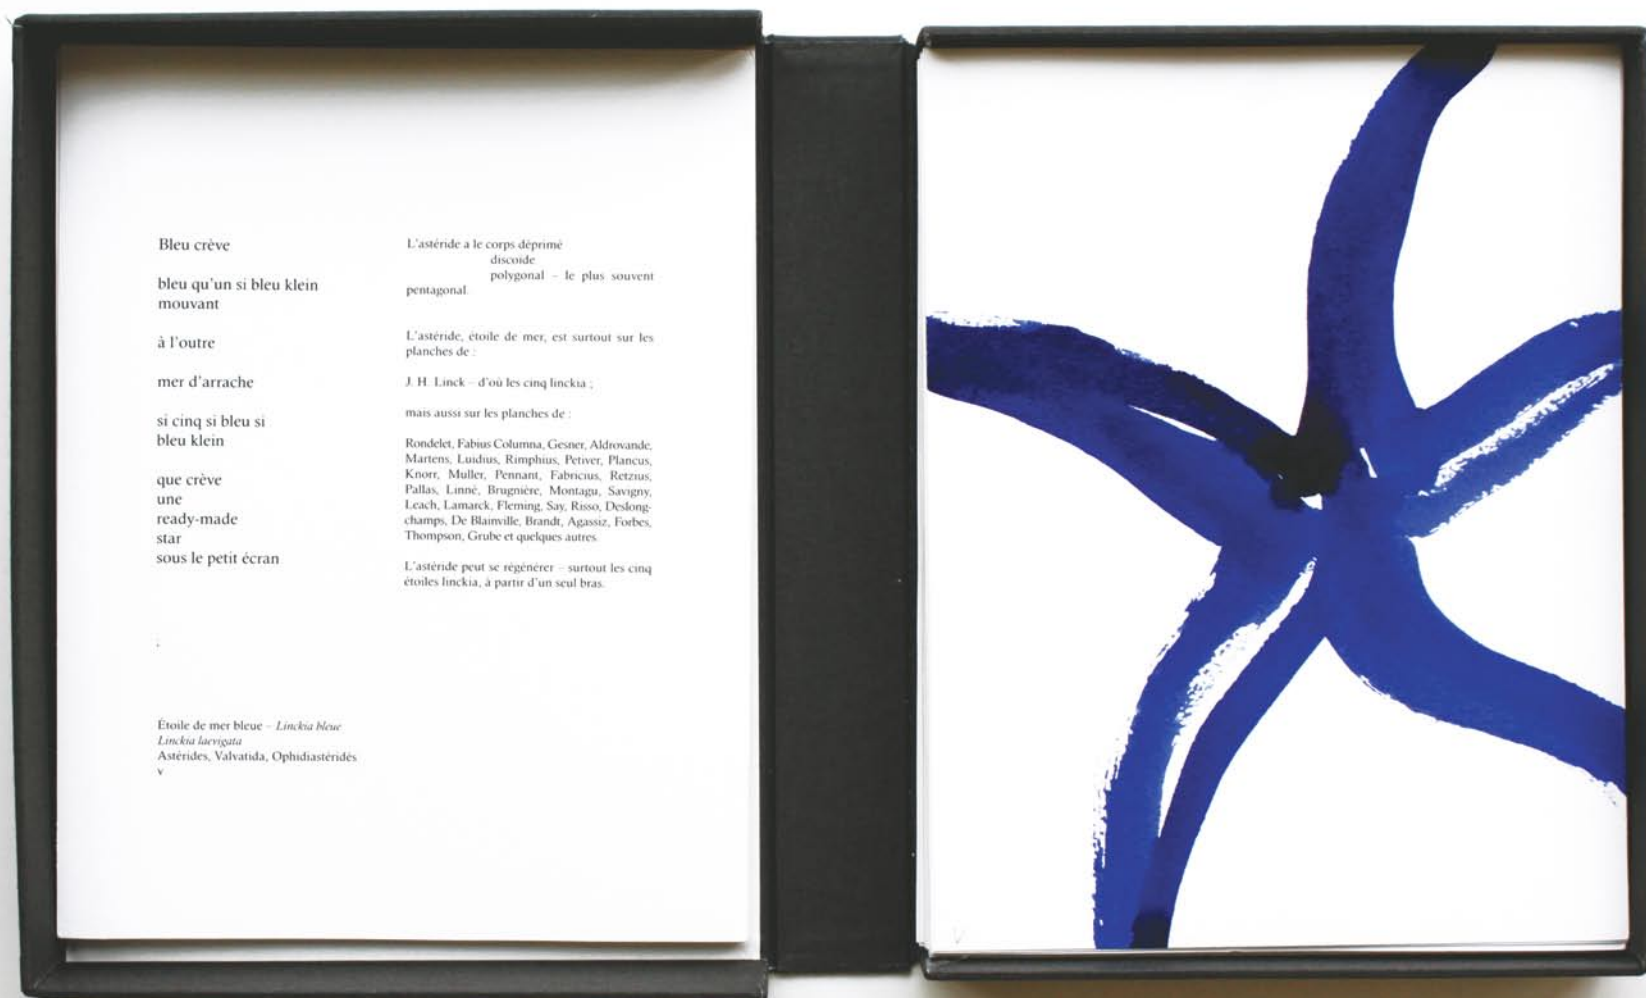 Bleu crève
bleu qu'un si bleu klein
mouvant
à l'outre
mer d'arrache
si cinq si bleu si
bleu klein
que crève
une
ready-made
star
sous le petit écran
;
Étoile de mer bleue – Linckia bleue
Linckia laevigata
Astérides, Valvatida, Ophidiastéridés
v
L'astéride a le corps déprimé
discoïde
polygonal – le plus souvent
pentagonal.
L'astéride, étoile de mer, est surtout sur les
planches de :
J. H. Linck – d'où les cinq linckia ;
mais aussi sur les planches de :
Rondelet, Fabius Columna, Gesner, Aldrovande,
Martens, Luidius, Rimphius, Petiver, Plancus,
Knorr, Muller, Pennant, Fabricius, Retzius,
Pallas, Linné, Brugnière, Montagu, Savigny,
Leach, Lamarck, Fleming, Say, Risso, Deslong-
champs, De Blainville, Brandt, Agassiz, Forbes,
Thompson, Grube et quelques autres.
L'astéride peut se régénérer – surtout les cinq
étoiles linckia, à partir d'un seul bras.
V